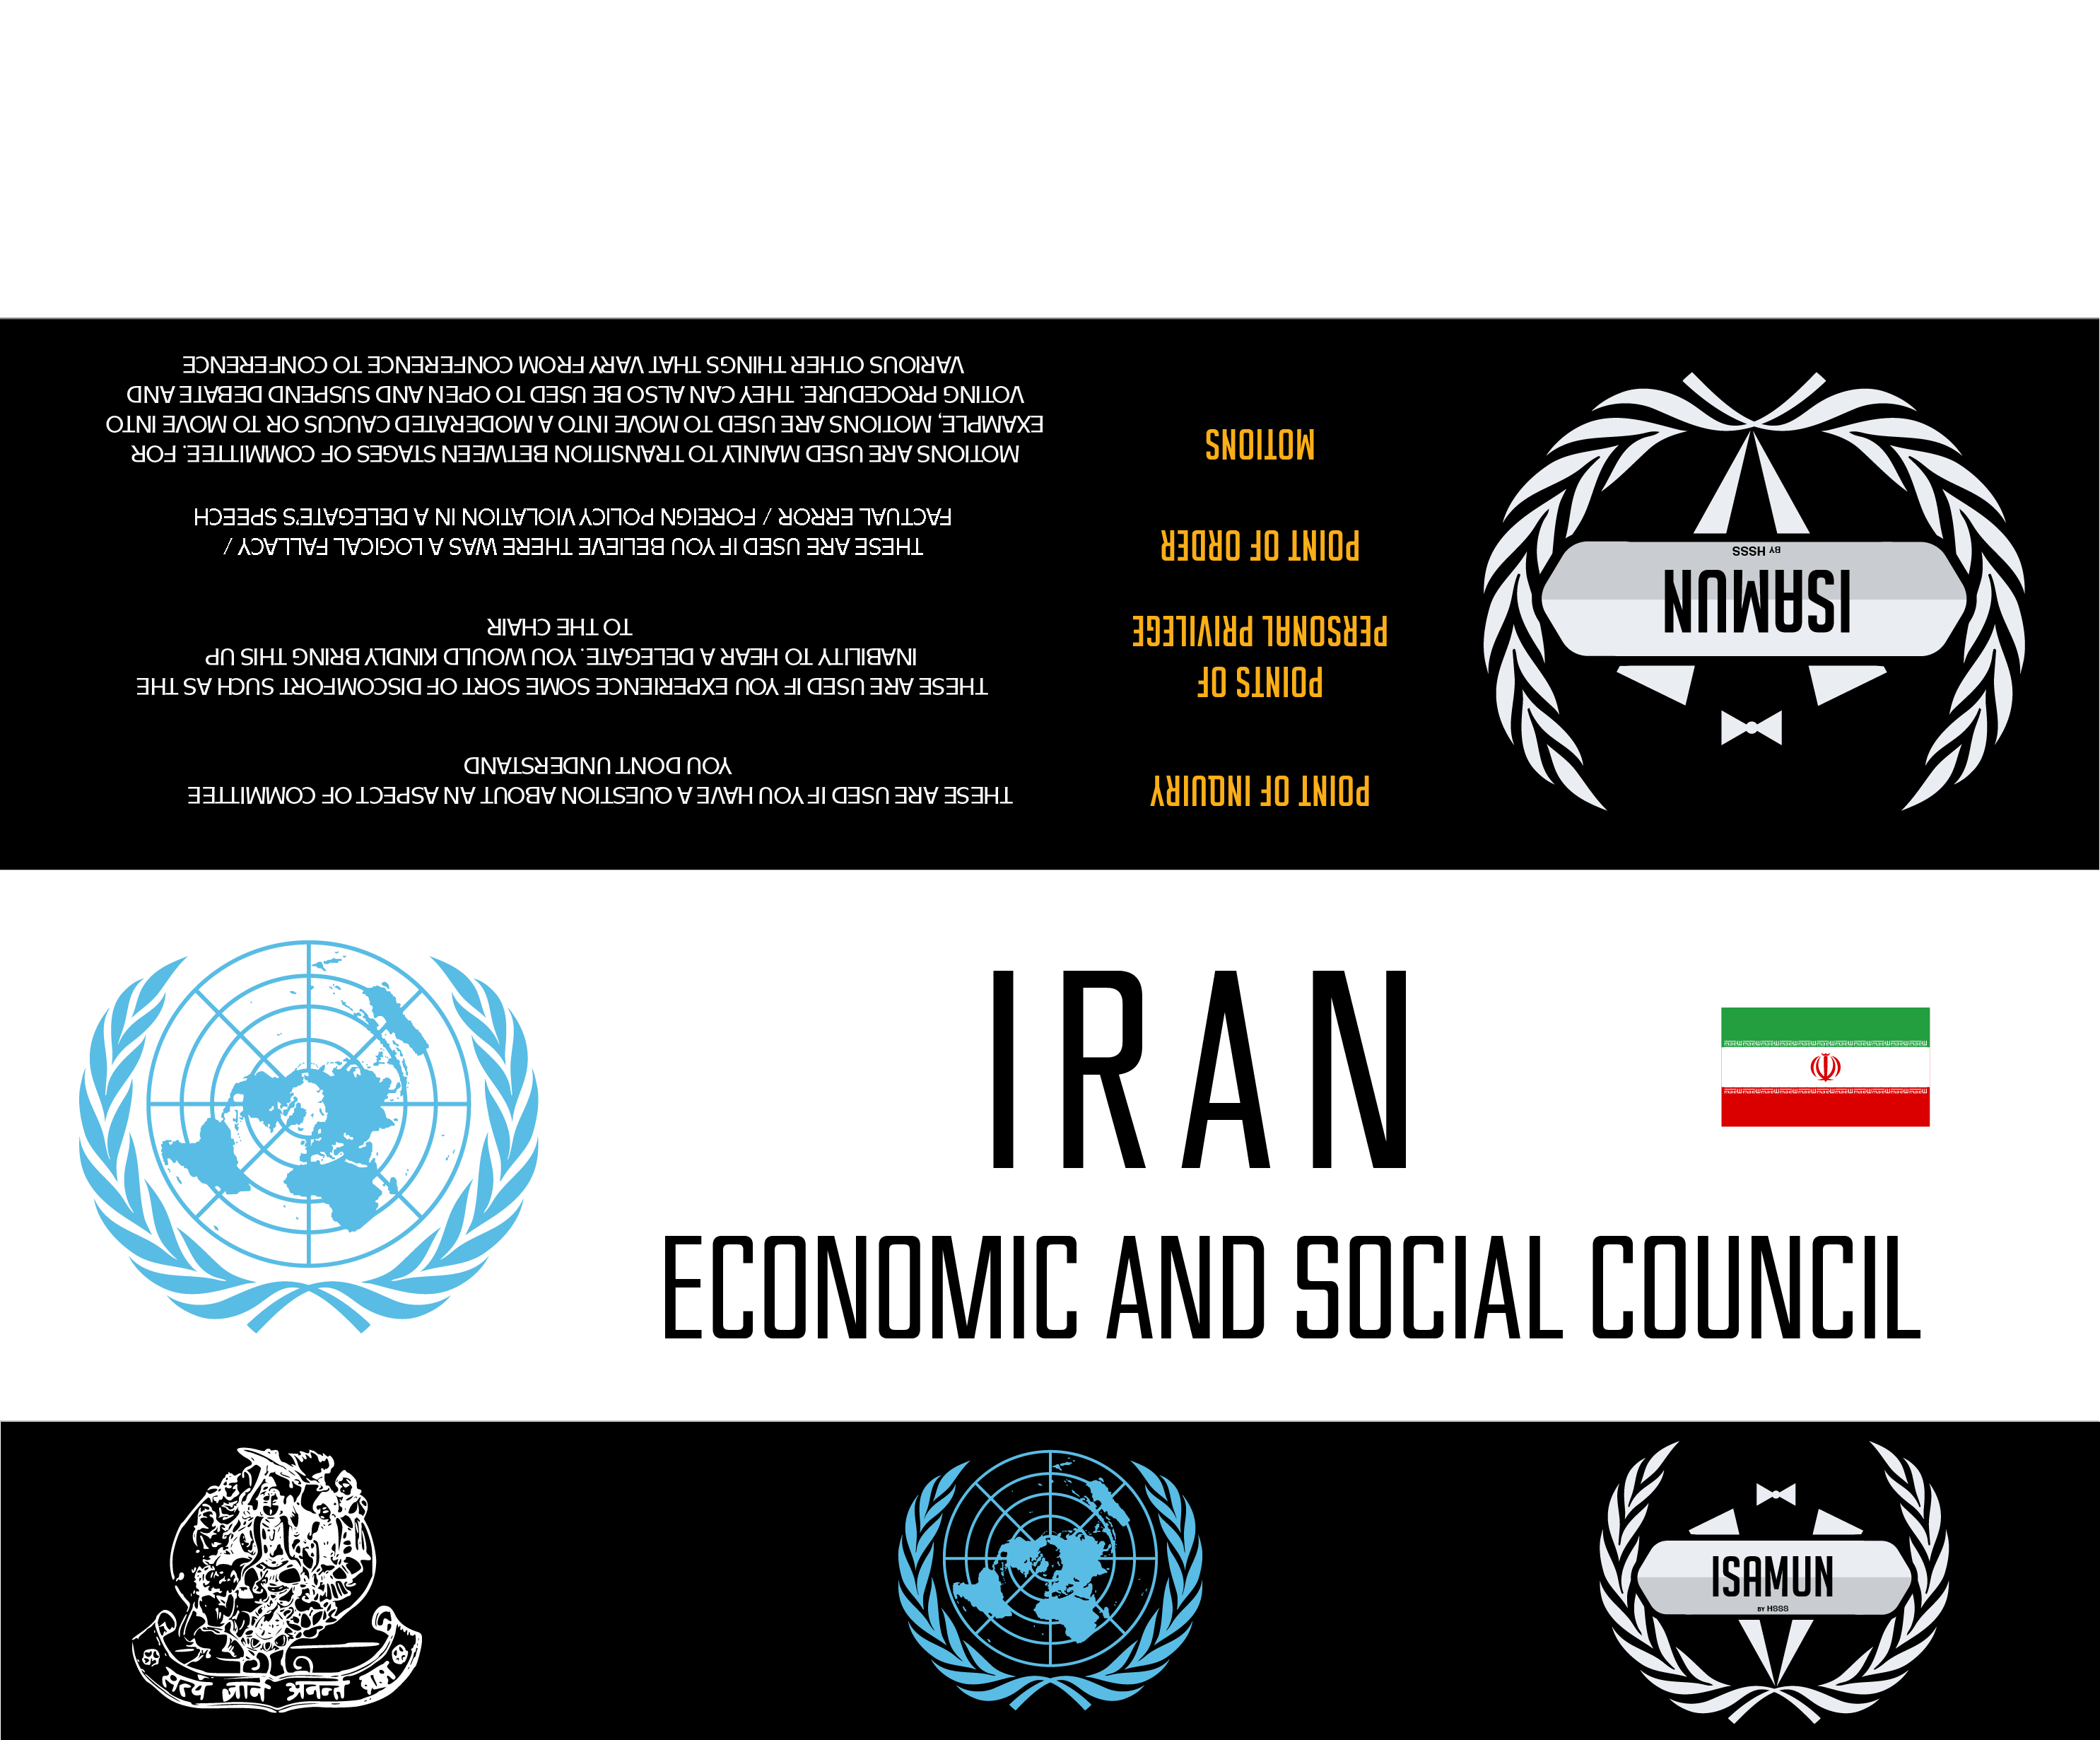 POINT OF INQUIRY
THESE ARE USED IF YOU HAVE A QUESTION ABOUT AN ASPECT OF COMMITTEE
YOU DON'T UNDERSTAND
POINTS OF
PERSONAL PRIVILEGE
THESE ARE USED IF YOU EXPERIENCE SOME SORT OF DISCOMFORT SUCH AS THE
INABILITY TO HEAR A DELEGATE. YOU WOULD KINDLY BRING THIS UP
TO THE CHAIR
POINT OF ORDER
THESE ARE USED IF YOU BELIEVE THERE WAS A LOGICAL FALLACY /
FACTUAL ERROR / FOREIGN POLICY VIOLATION IN A DELEGATE'S SPEECH
MOTIONS
MOTIONS ARE USED MAINLY TO TRANSITION BETWEEN STAGES OF COMMITTEE. FOR
EXAMPLE, MOTIONS ARE USED TO MOVE INTO A MODERATED CAUCUS OR TO MOVE INTO
VOTING PROCEDURE. THEY CAN ALSO BE USED TO OPEN AND SUSPEND DEBATE AND
VARIOUS OTHER THINGS THAT VARY FROM CONFERENCE TO CONFERENCE
ISAMUN
BY HSSS
IRAN
ECONOMIC AND SOCIAL COUNCIL
सत्यं ज्ञानं अनन्तं ब्रह्म
ISAMUN
BY HSSS